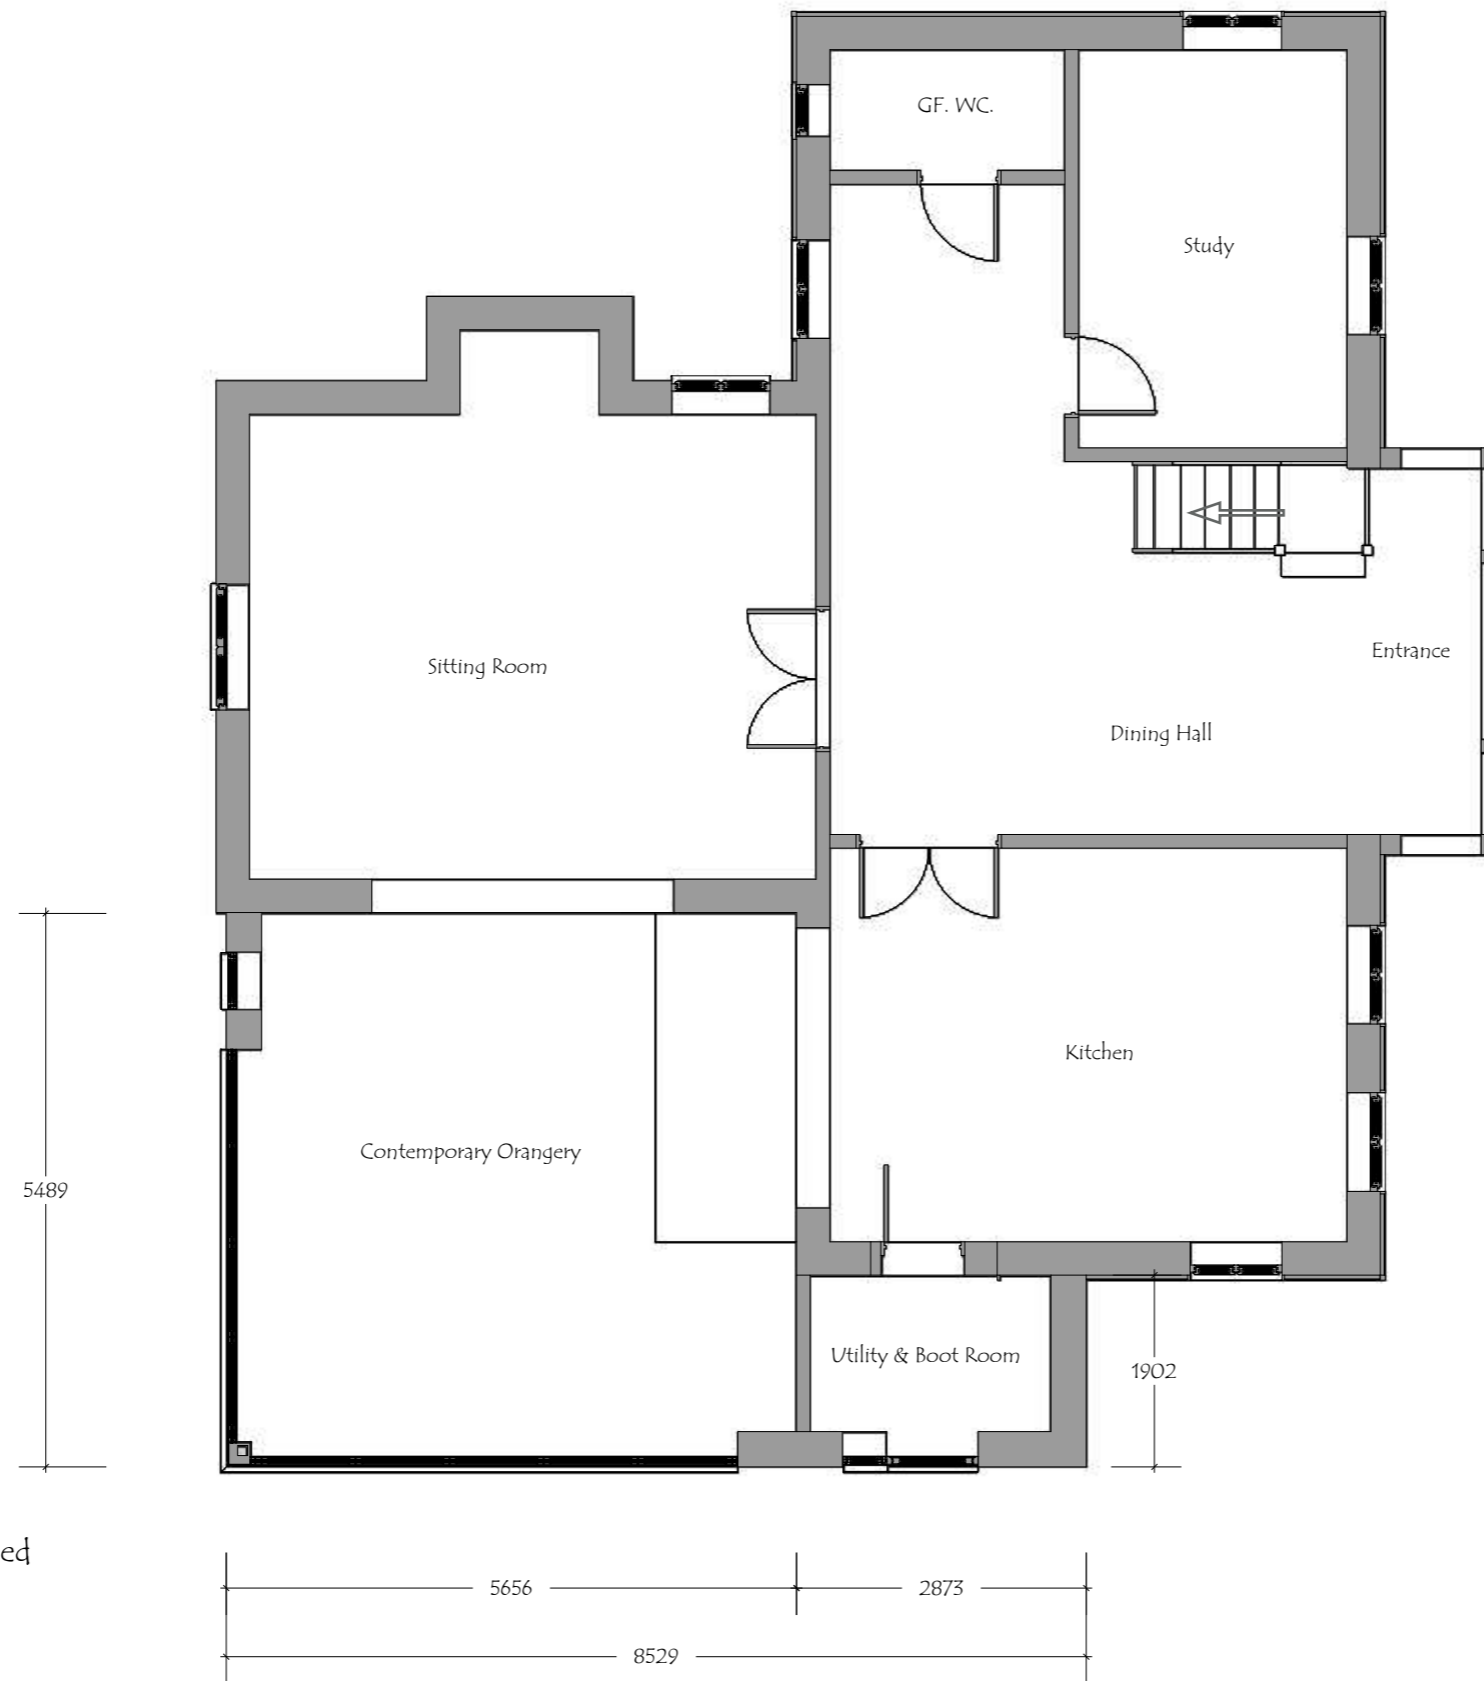 GF. WC.
Study
Sitting Room
Entrance
Dining Hall
Kitchen
Contemporary Orangery
5489
Utility & Boot Room
1902
ed
5656
2873
8529